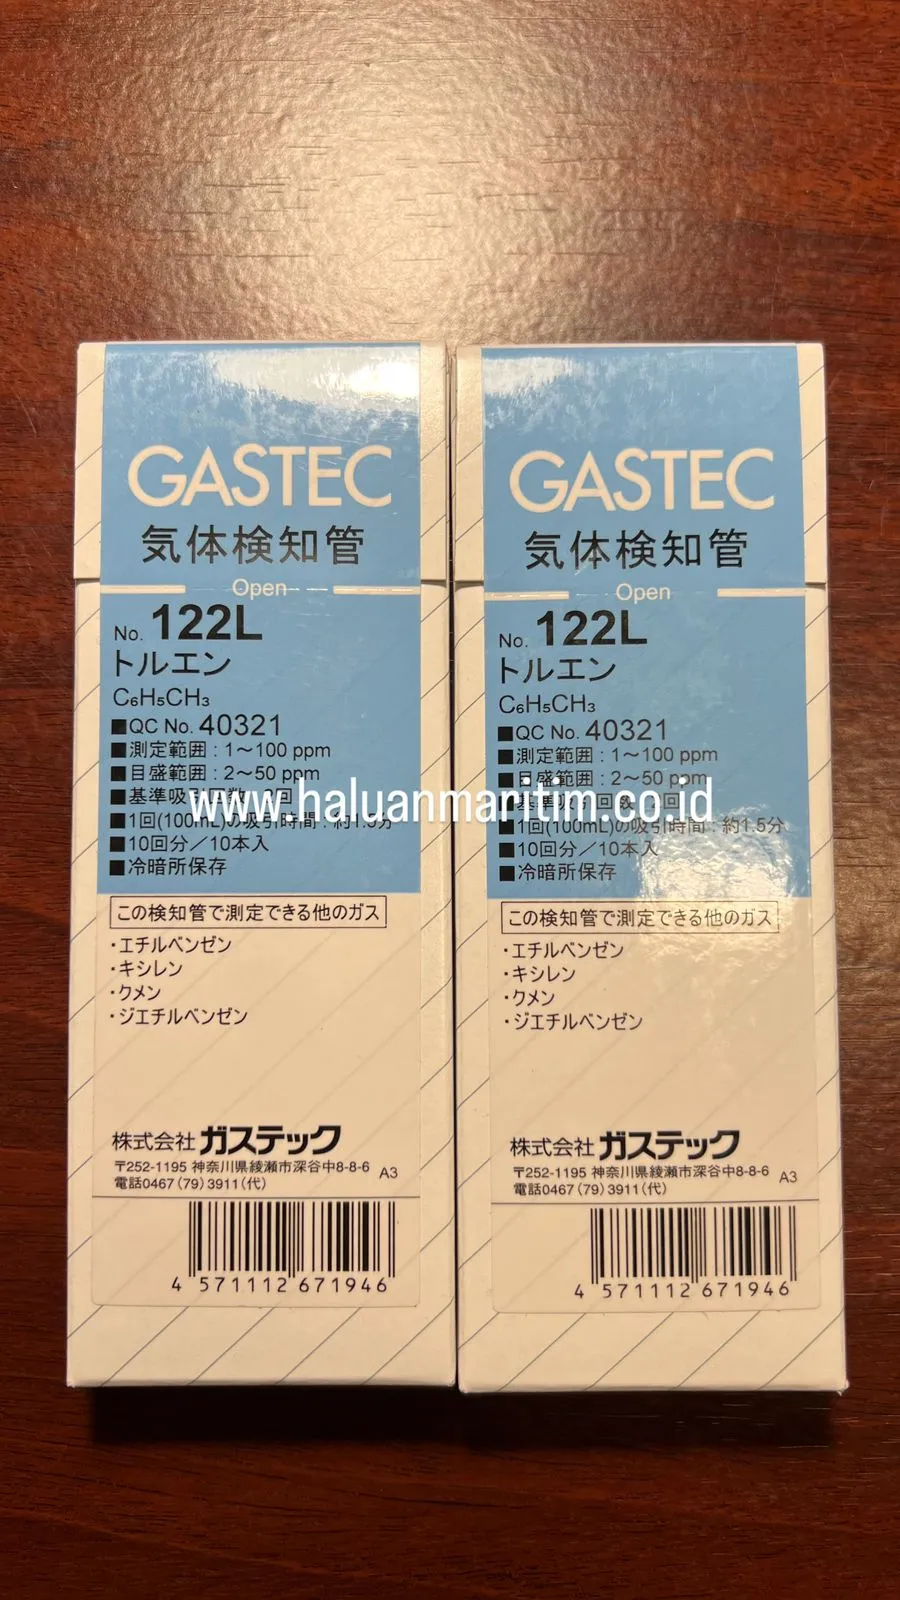 GASTEC
気体検知管
Open
No. 122L
トルエン
C₆H₅CH₃
■QC No. 40321
■測定範囲 : 1〜100 ppm
■目盛範囲 : 2〜50 ppm
■基準吸引回数 : 2回
■1回(100mL)の吸引時間 : 約1.5分
■10回分／10本入
■冷暗所保存
この検知管で測定できる他のガス
・エチルベンゼン
・キシレン
・クメン
・ジエチルベンゼン
株式会社 ガステック
〒252-1195 神奈川県綾瀬市深谷中8-8-6
電話0467(79)3911(代)
A3
4 571112 671946
GASTEC
気体検知管
Open
No. 122L
トルエン
C₆H₅CH₃
■QC No. 40321
■測定範囲 : 1〜100 ppm
■目盛範囲 : 2〜50 ppm
■基準吸引回数 : 2回
■1回(100mL)の吸引時間 : 約1.5分
■10回分／10本入
■冷暗所保存
この検知管で測定できる他のガス
・エチルベンゼン
・キシレン
・クメン
・ジエチルベンゼン
株式会社 ガステック
〒252-1195 神奈川県綾瀬市深谷中8-8-6
電話0467(79)3911(代)
A3
4 571112 671946
www.haluanmaritim.co.id